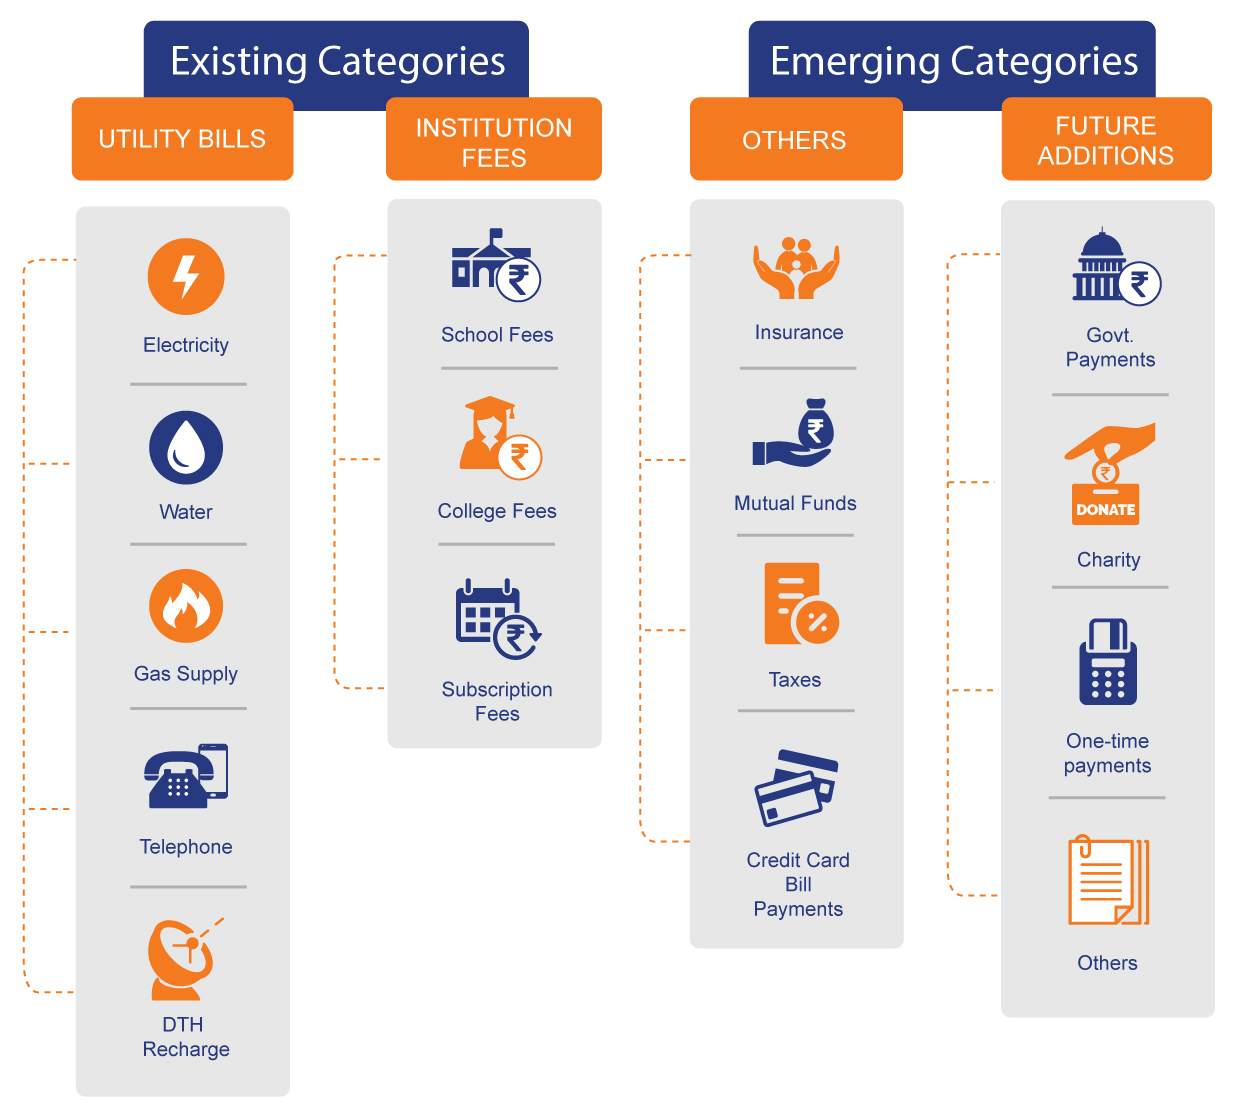 Existing Categories
UTILITY BILLS
Electricity
Water
Gas Supply
Telephone
DTH
Recharge
INSTITUTION
FEES
₹
School Fees
₹
College Fees
₹
Subscription
Fees
Emerging Categories
OTHERS
Insurance
₹
Mutual Funds
%
Taxes
Credit Card
Bill
Payments
FUTURE
ADDITIONS
₹
Govt.
Payments
₹
DONATE
Charity
One-time
payments
Others